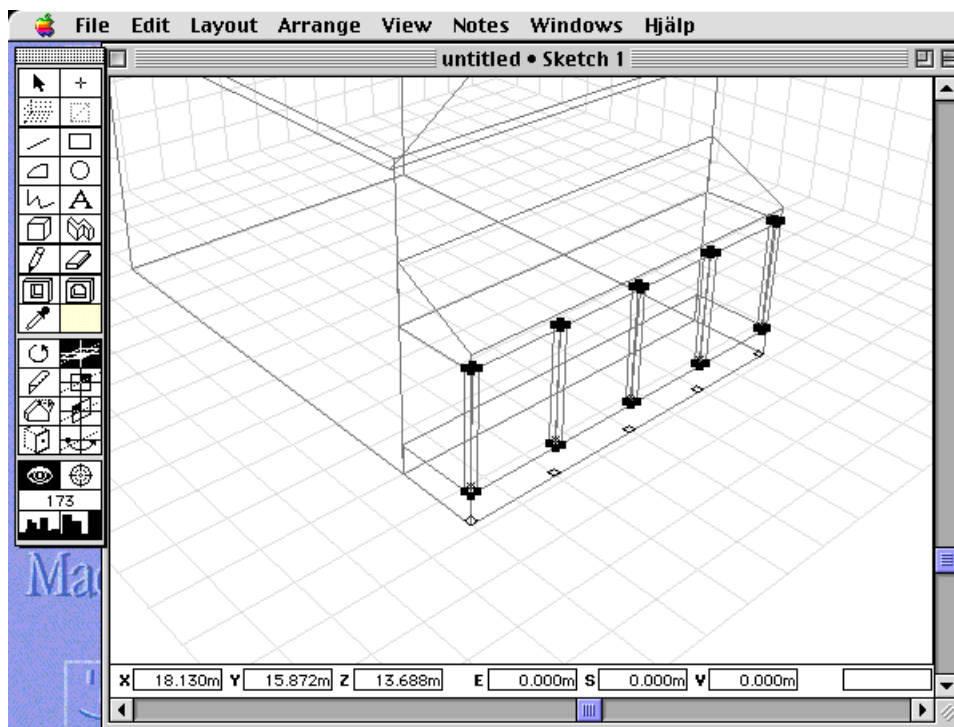 File Edit Layout Arrange View Notes Windows Hjälp
untitled • Sketch 1
A
173
Mac
X 18.130m Y 15.872m Z 13.688m E 0.000m S 0.000m V 0.000m